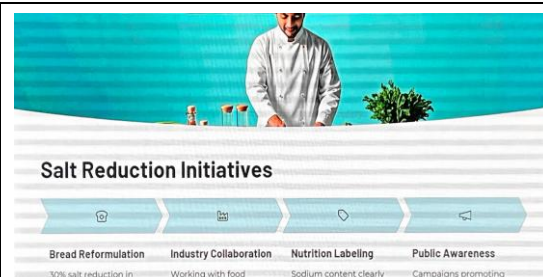 Salt Reduction Initiatives
Bread Reformulation
Industry Collaboration
Nutrition Labeling
Public Awareness
30% salt reduction in
Working with food
Sodium content clearly
Campaigns promoting